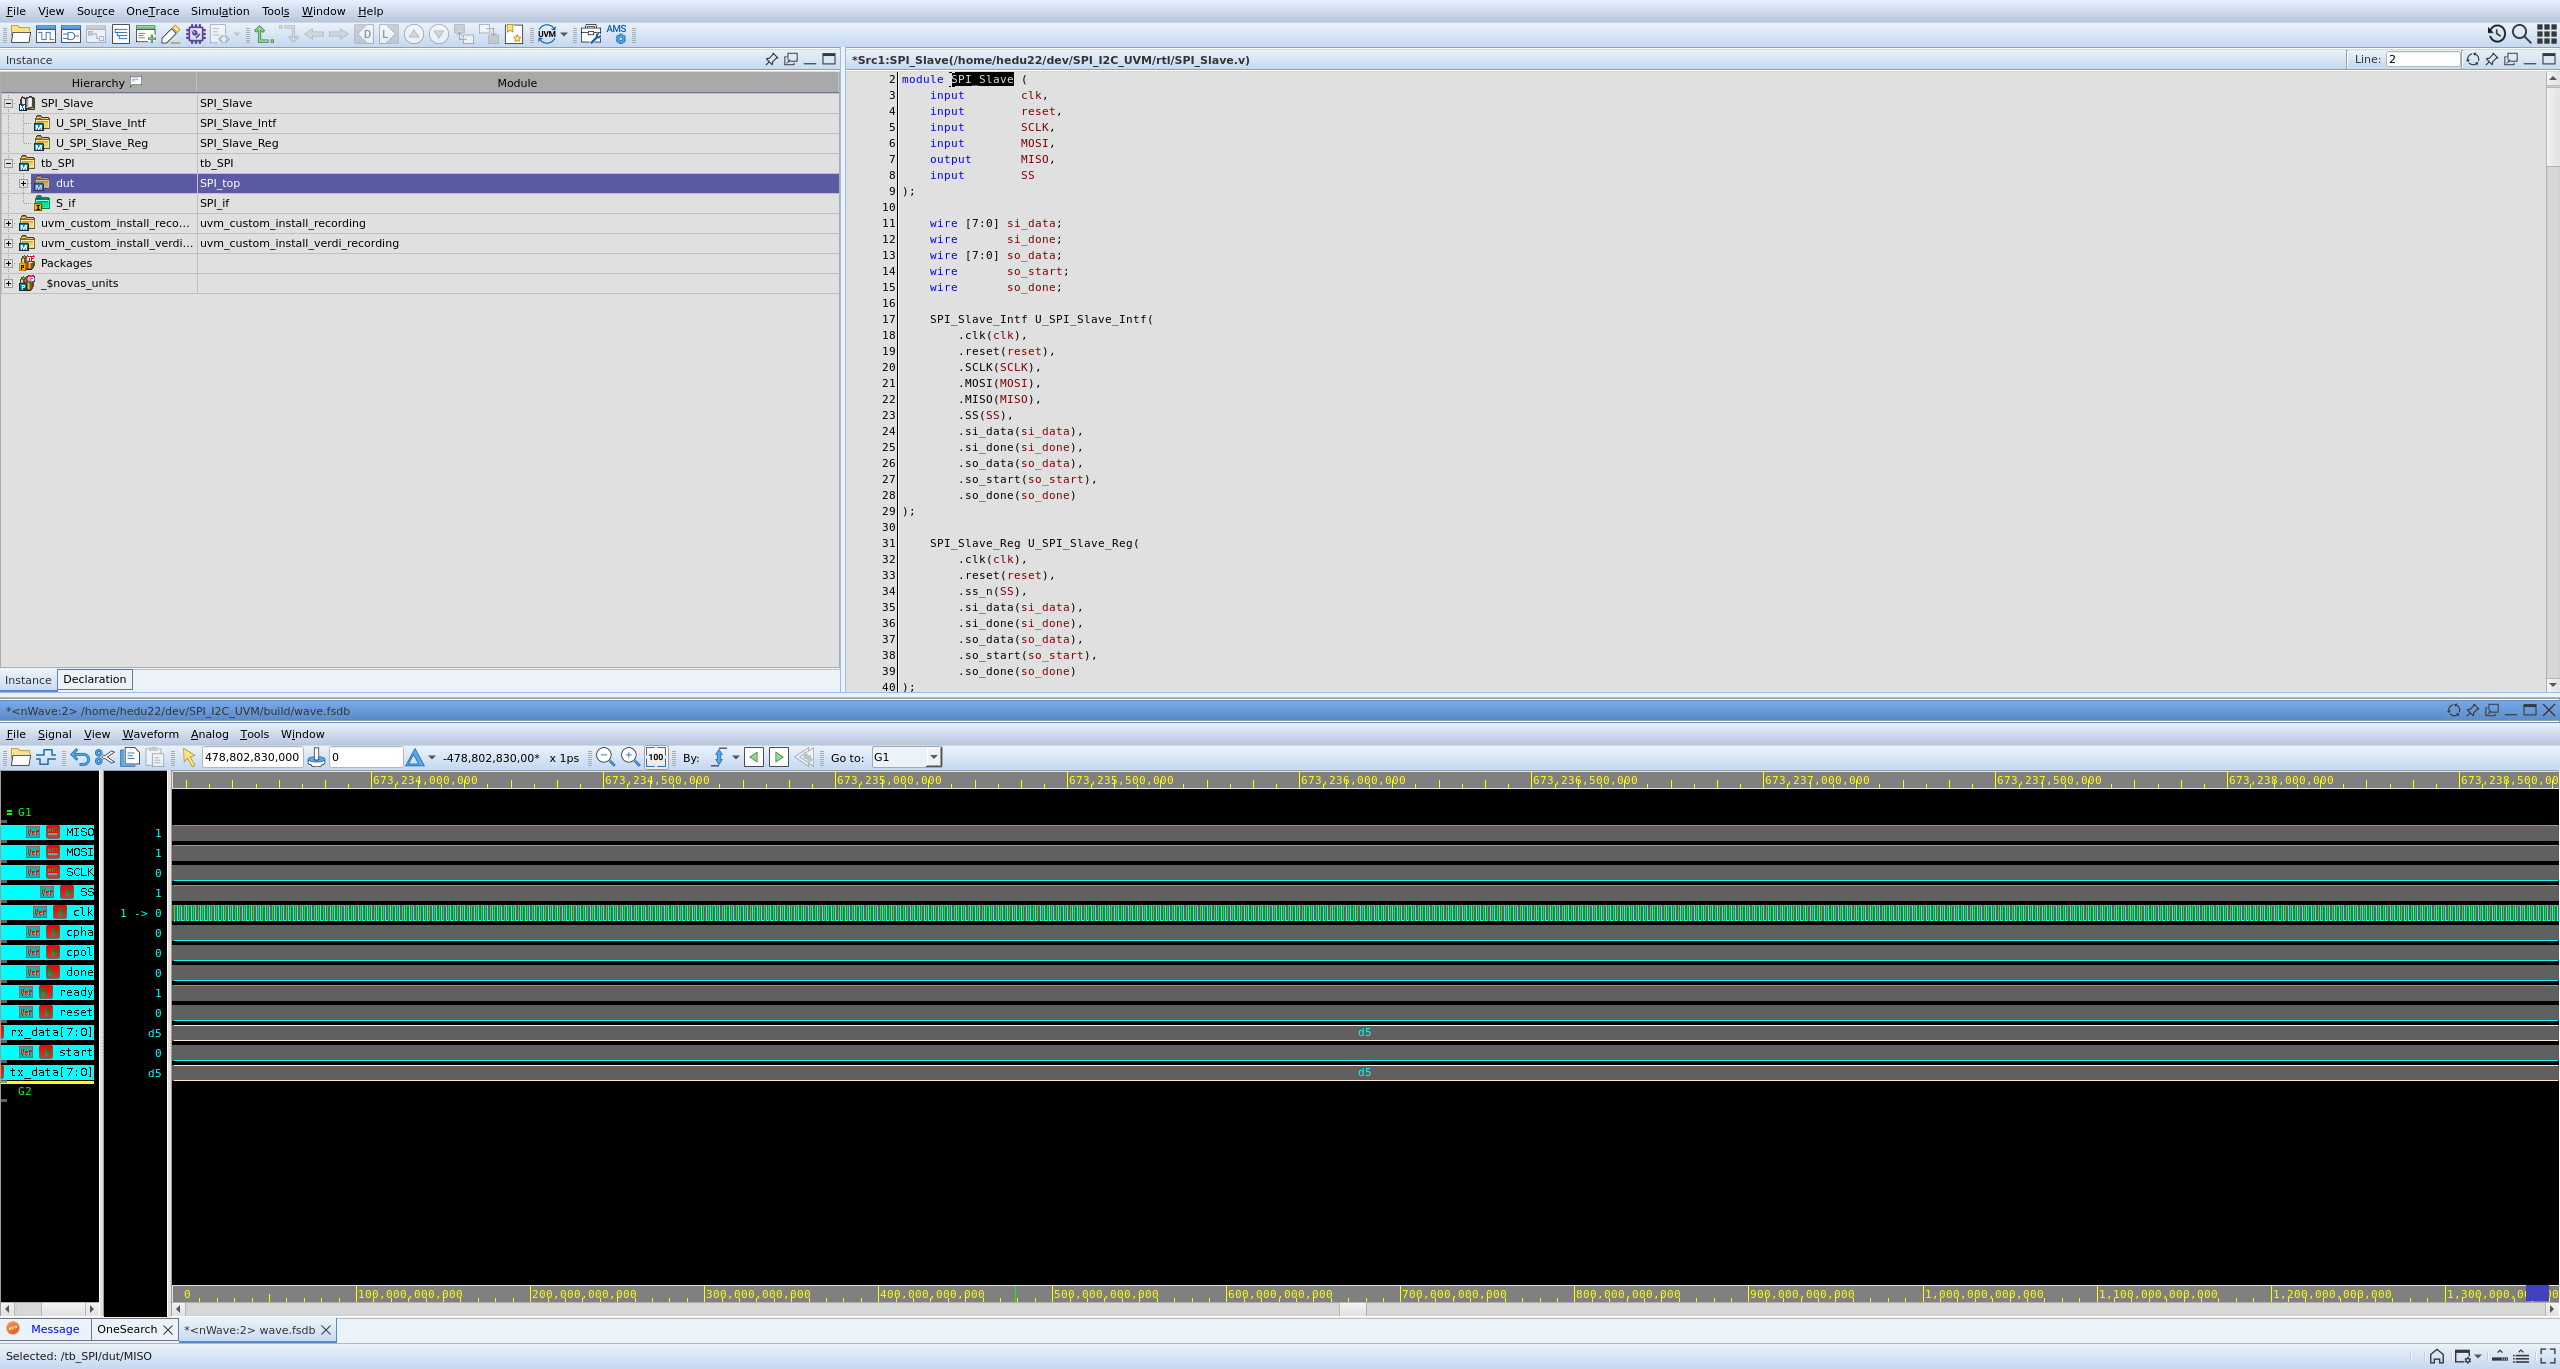 File View Source OneTrace Simulation Tools Window Help
UVM AMS
Instance
Hierarchy Module
SPI_Slave SPI_Slave
U_SPI_Slave_Intf SPI_Slave_Intf
U_SPI_Slave_Reg SPI_Slave_Reg
tb_SPI tb_SPI
dut SPI_top
S_if SPI_if
uvm_custom_install_reco... uvm_custom_install_recording
uvm_custom_install_verdi... uvm_custom_install_verdi_recording
Packages
_$novas_units
Instance Declaration
*Src1:SPI_Slave(/home/hedu22/dev/SPI_I2C_UVM/rtl/SPI_Slave.v) Line: 2
2 module SPI_Slave (
3 input clk,
4 input reset,
5 input SCLK,
6 input MOSI,
7 output MISO,
8 input SS
9 );
10
11 wire [7:0] si_data;
12 wire si_done;
13 wire [7:0] so_data;
14 wire so_start;
15 wire so_done;
16
17 SPI_Slave_Intf U_SPI_Slave_Intf(
18 .clk(clk),
19 .reset(reset),
20 .SCLK(SCLK),
21 .MOSI(MOSI),
22 .MISO(MISO),
23 .SS(SS),
24 .si_data(si_data),
25 .si_done(si_done),
26 .so_data(so_data),
27 .so_start(so_start),
28 .so_done(so_done)
29 );
30
31 SPI_Slave_Reg U_SPI_Slave_Reg(
32 .clk(clk),
33 .reset(reset),
34 .ss_n(SS),
35 .si_data(si_data),
36 .si_done(si_done),
37 .so_data(so_data),
38 .so_start(so_start),
39 .so_done(so_done)
40 );
*<nWave:2> /home/hedu22/dev/SPI_I2C_UVM/build/wave.fsdb
File Signal View Waveform Analog Tools Window
478,802,830,000 0 -478,802,830,00* x 1ps 100 By: Go to: G1
673,234,000,000 673,234,500,000 673,235,000,000 673,235,500,000 673,236,000,000 673,236,500,000 673,237,000,000 673,237,500,000 673,238,000,000 673,238,500,00
G1
MISO 1
MOSI 1
SCLK 0
SS 1
clk 1 -> 0
cpha 0
cpol 0
done 0
ready 1
reset 0
rx_data[7:0] d5 d5
start 0
tx_data[7:0] d5 d5
G2
0 100,000,000,000 200,000,000,000 300,000,000,000 400,000,000,000 500,000,000,000 600,000,000,000 700,000,000,000 800,000,000,000 900,000,000,000 1,000,000,000,000 1,100,000,000,000 1,200,000,000,000 1,300,000,0
Message OneSearch *<nWave:2> wave.fsdb
Selected: /tb_SPI/dut/MISO